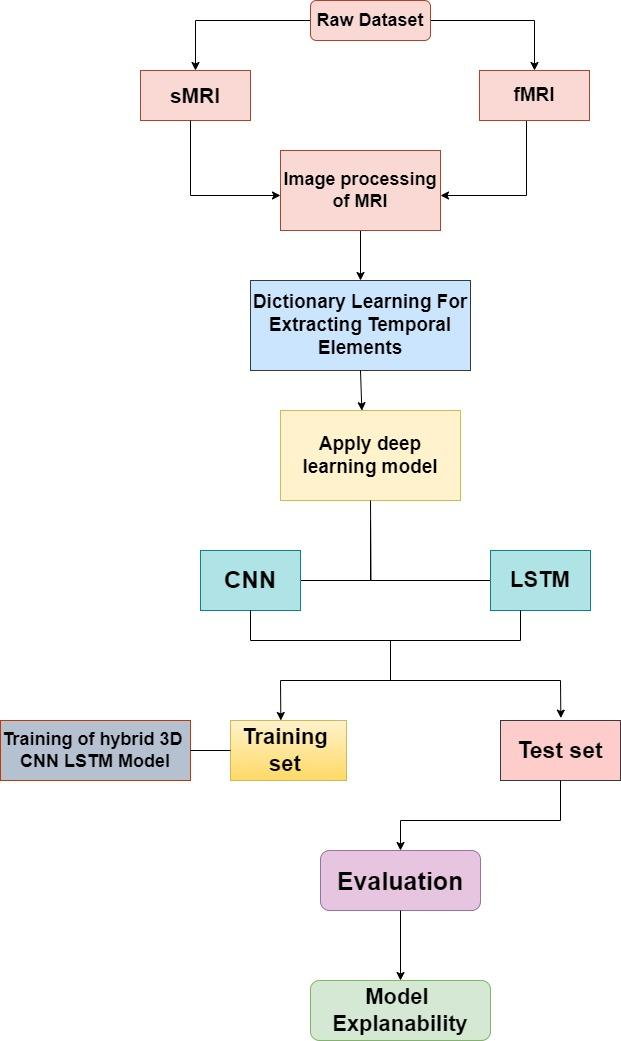 Raw Dataset
sMRI
fMRI
Image processing
of MRI
Dictionary Learning For
Extracting Temporal
Elements
Apply deep
learning model
CNN
LSTM
Training of hybrid 3D
CNN LSTM Model
Training
set
Test set
Evaluation
Model
Explanability